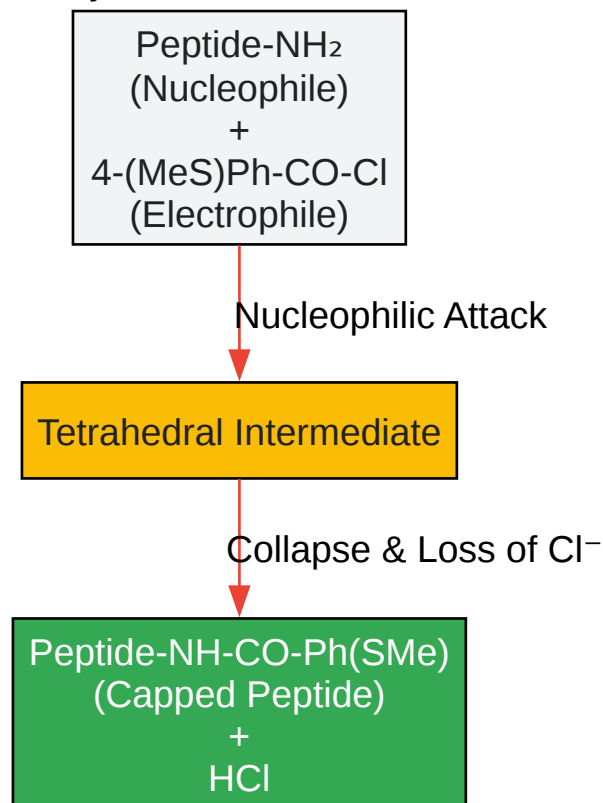 Peptide-NH₂
(Nucleophile)
+
4-(MeS)Ph-CO-Cl
(Electrophile)
Nucleophilic Attack
Tetrahedral Intermediate
Collapse & Loss of Cl⁻
Peptide-NH-CO-Ph(SMe)
(Capped Peptide)
+
HCl